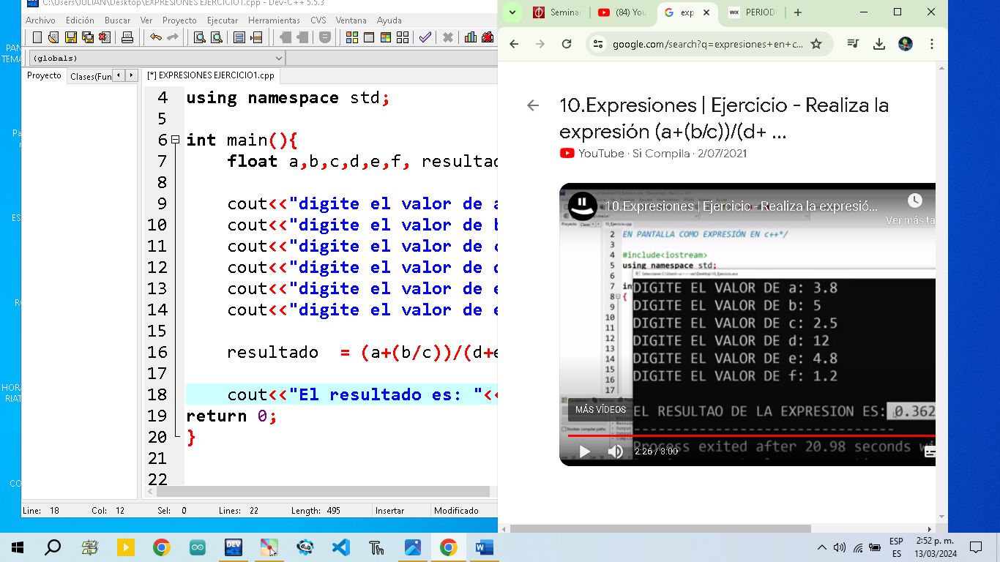 C:\Users\JULIAN\Desktop\EXPRESIONES EJERCICIO1.cpp - Dev-C++ 5.5.3
Archivo Edición Buscar Ver Proyecto Ejecutar Herramientas CVS Ventana Ayuda
(globals)
Proyecto Clases(Fun
[*] EXPRESIONES EJERCICIO1.cpp
4 using namespace std;
5
6 int main(){
7 float a,b,c,d,e,f, resultad
8
9 cout<<"digite el valor de a
10 cout<<"digite el valor de b
11 cout<<"digite el valor de c
12 cout<<"digite el valor de d
13 cout<<"digite el valor de e
14 cout<<"digite el valor de e
15
16 resultado = (a+(b/c))/(d+e
17
18 cout<<"El resultado es: "<<
19 return 0;
20 }
21
22
Line: 18 Col: 12 Sel: 0 Lines: 22 Length: 495 Insertar Modificado
PAN
TEMA
Pa
ES
HORA
RIAT
CO
Seminar
(84) You
exp
WIX PERIOD
google.com/search?q=expresiones+en+c...
10.Expresiones | Ejercicio - Realiza la
expresión (a+(b/c))/(d+ ...
YouTube · Si Compila · 2/07/2021
10.Expresiones | Ejercicio - Realiza la expresió...
Ver más ta
2 EN PANTALLA COMO EXPRESIÓN EN c++*/
3
4 #include<iostream>
5 using namespace std;
6
7 in
8 {
9
10
11
12
13
14
15
16
17
DIGITE EL VALOR DE a: 3.8
DIGITE EL VALOR DE b: 5
DIGITE EL VALOR DE c: 2.5
DIGITE EL VALOR DE d: 12
DIGITE EL VALOR DE e: 4.8
DIGITE EL VALOR DE f: 1.2
MÁS VÍDEOS
EL RESULTAO DE LA EXPRESION ES: 0.362
Process exited after 20.98 seconds wi
2:26 / 3:00
DEV
Th
W
ESP
ES
2:52 p. m.
13/03/2024